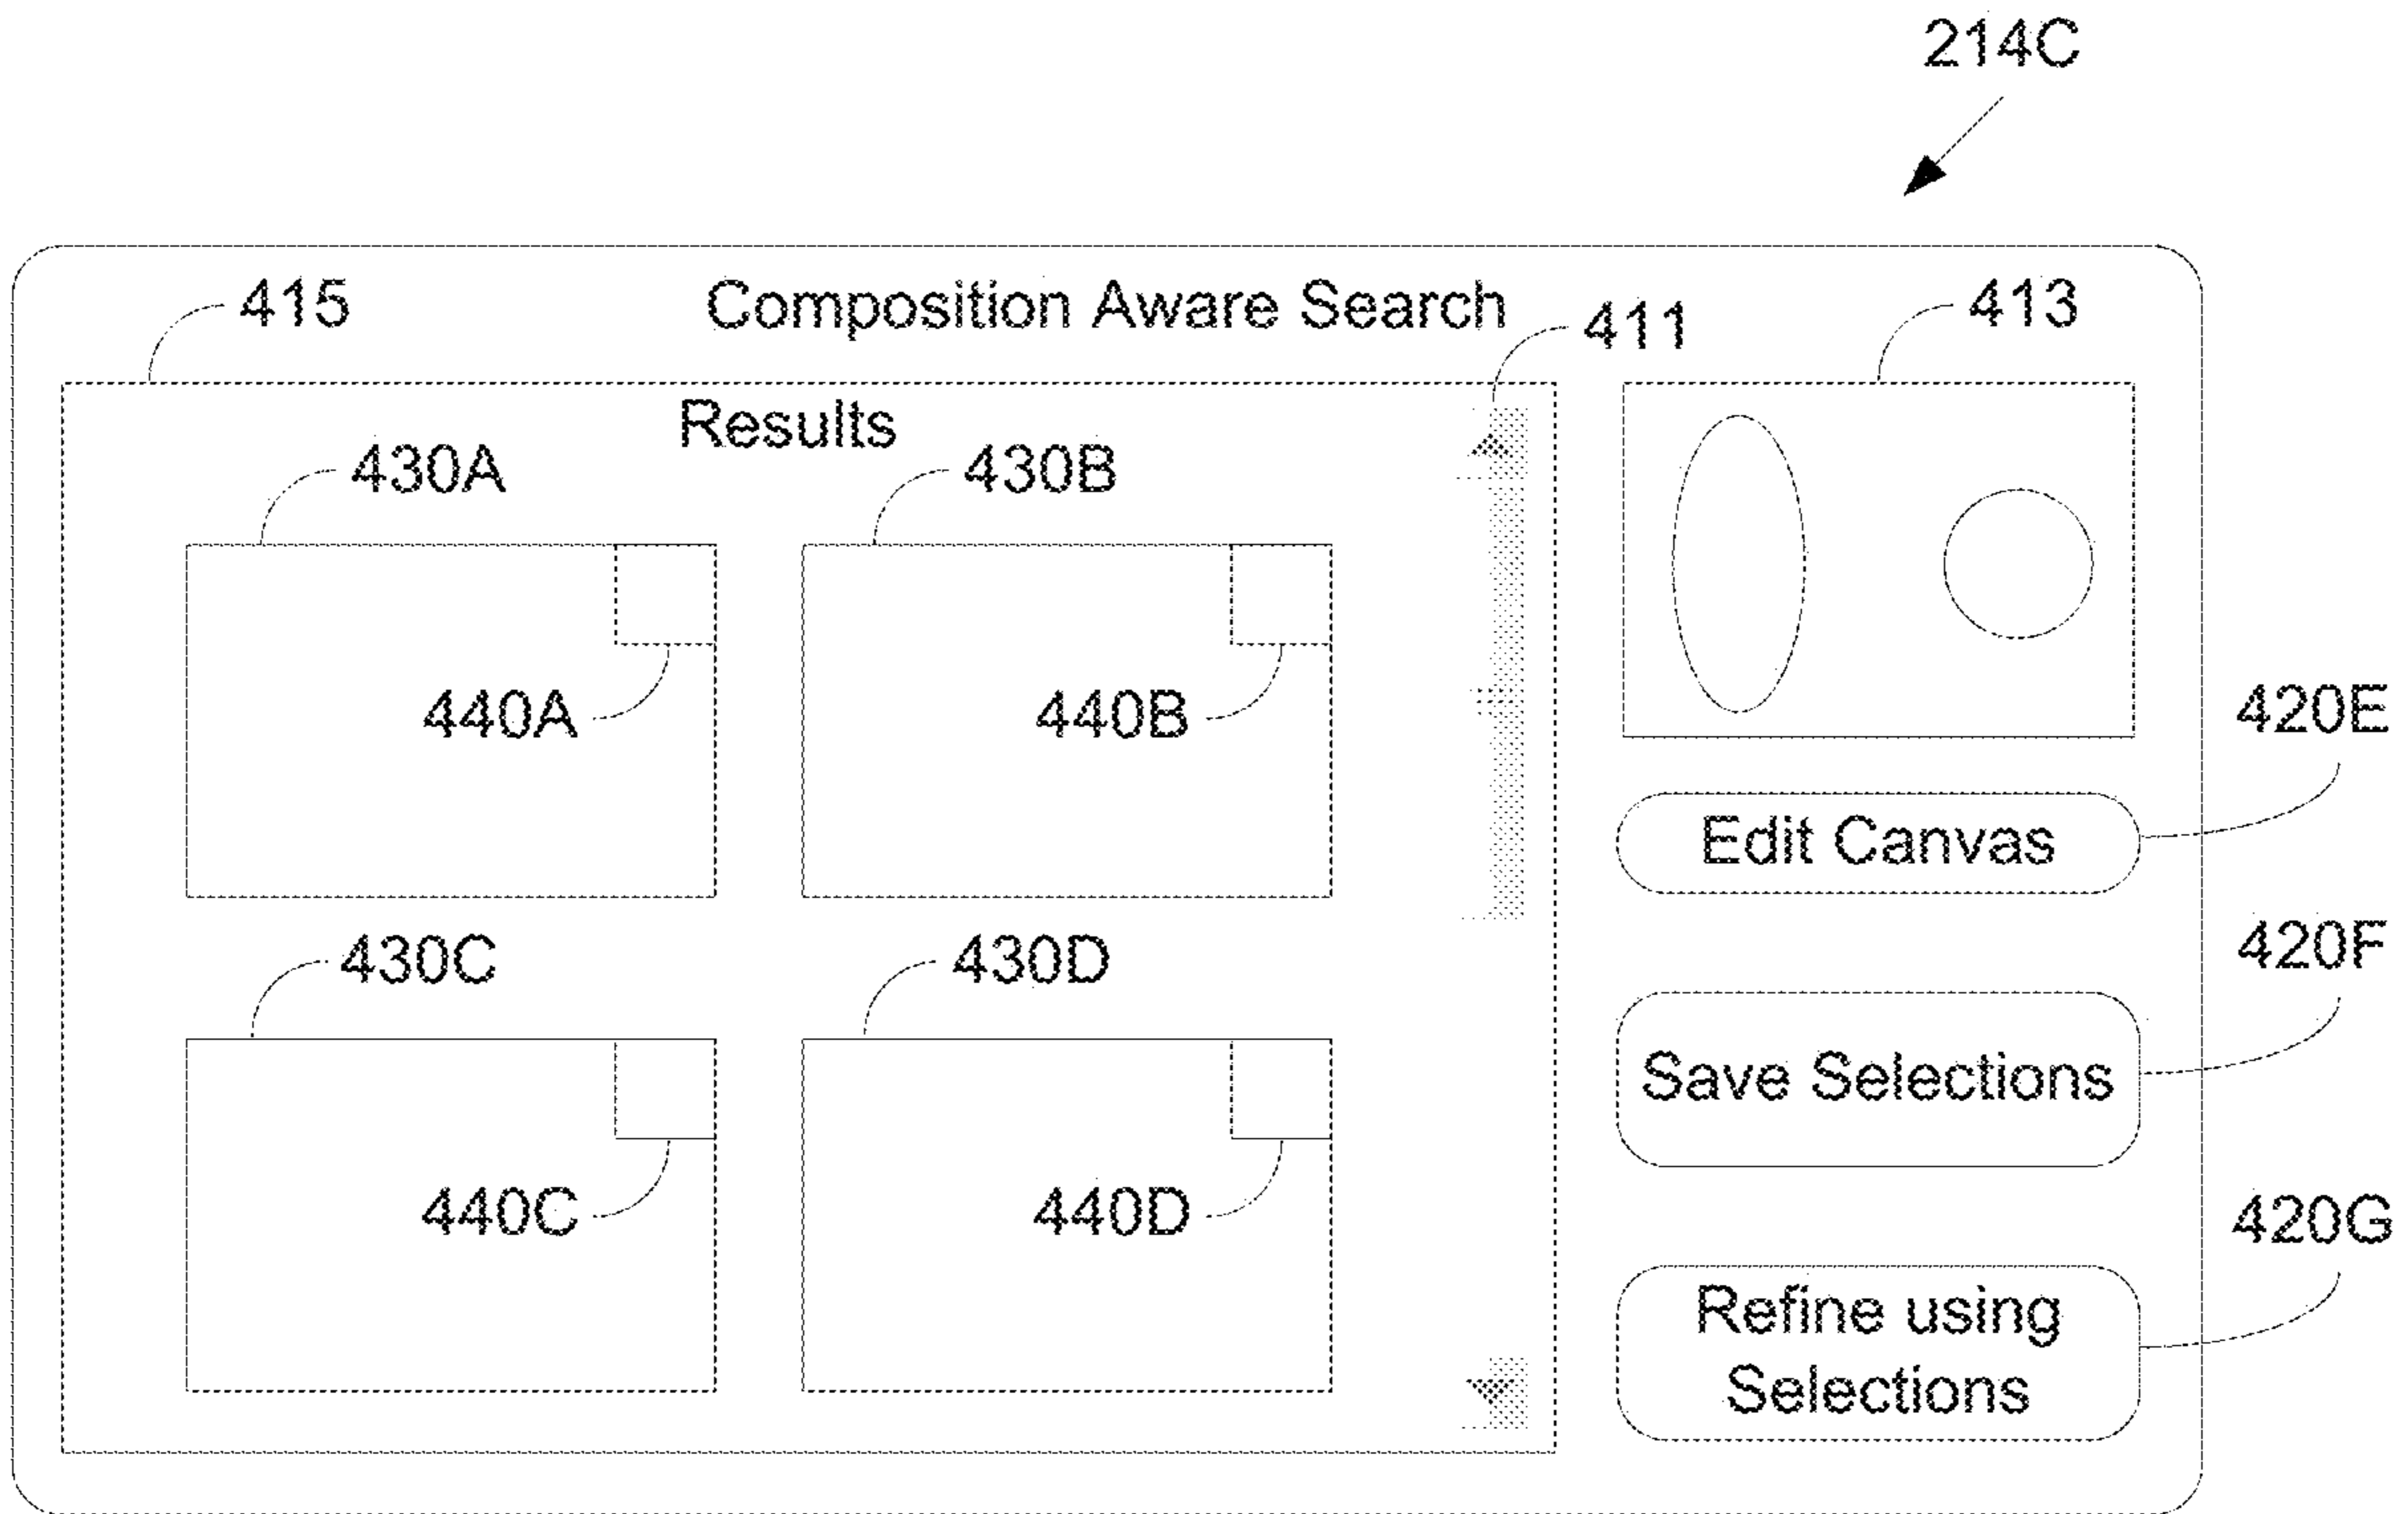 214C
415
Composition Aware Search
411
413
Results
430A
430B
440A
440B
420E
Edit Canvas
430C
430D
420F
Save Selections
440C
440D
420G
Refine using
Selections